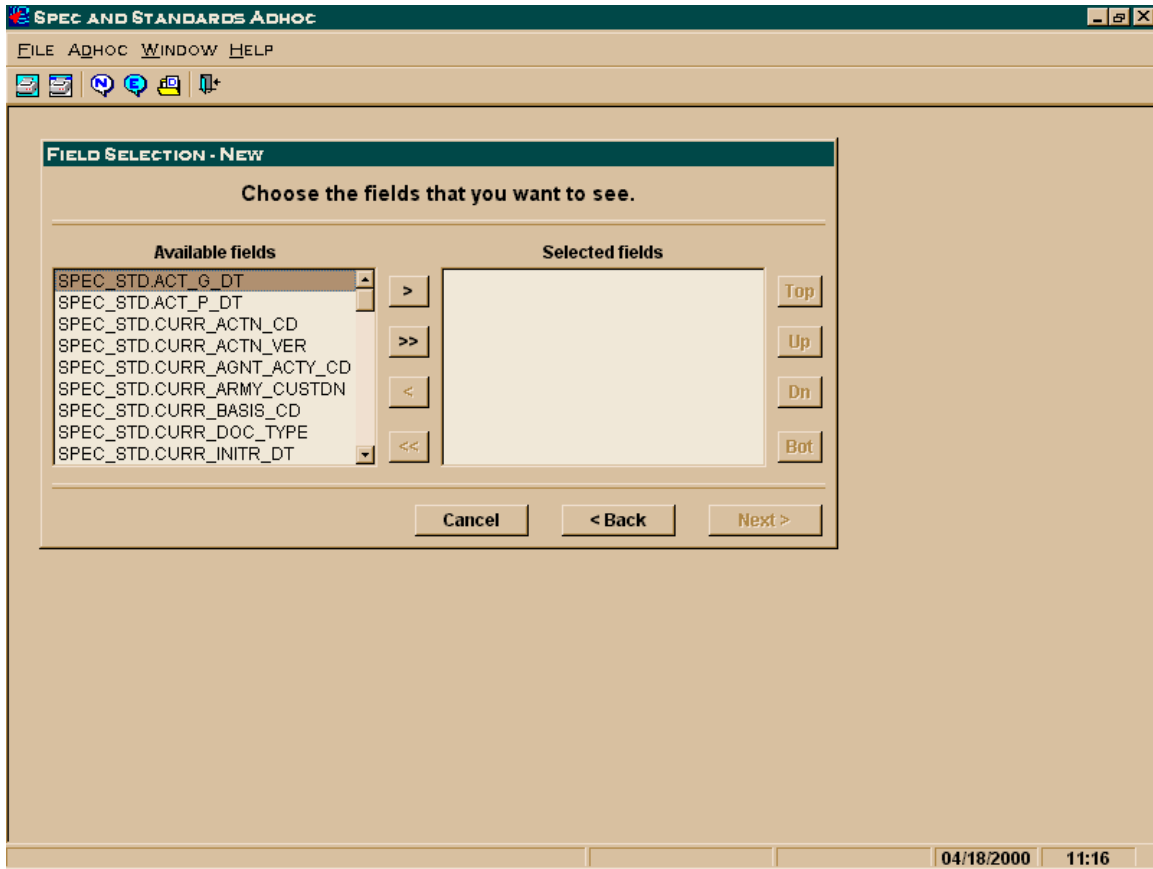 Spec and Standards Adhoc
File Adhoc Window Help
N E
Field Selection - New
Choose the fields that you want to see.
Available fields Selected fields
SPEC_STD.ACT_G_DT
SPEC_STD.ACT_P_DT
SPEC_STD.CURR_ACTN_CD
SPEC_STD.CURR_ACTN_VER
SPEC_STD.CURR_AGNT_ACTY_CD
SPEC_STD.CURR_ARMY_CUSTDN
SPEC_STD.CURR_BASIS_CD
SPEC_STD.CURR_DOC_TYPE
SPEC_STD.CURR_INITR_DT
>
>>
<
<<
Top
Up
Dn
Bot
Cancel < Back Next >
04/18/2000 11:16